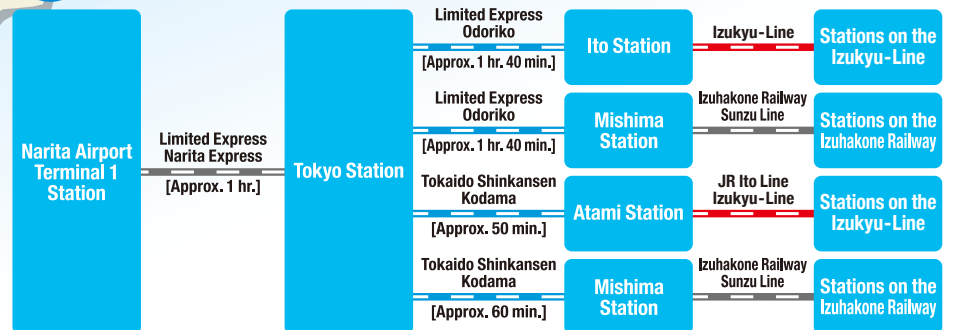 Narita Airport
Terminal 1
Station
Limited Express
Narita Express
[Approx. 1 hr.]
Tokyo Station
Limited Express
Odoriko
[Approx. 1 hr. 40 min.]
Ito Station
Izukyu-Line
Stations on the
Izukyu-Line
Limited Express
Odoriko
[Approx. 1 hr. 40 min.]
Mishima
Station
Izuhakone Railway
Sunzu Line
Stations on the
Izuhakone Railway
Tokaido Shinkansen
Kodama
[Approx. 50 min.]
Atami Station
JR Ito Line
Izukyu-Line
Stations on the
Izukyu-Line
Tokaido Shinkansen
Kodama
[Approx. 60 min.]
Mishima
Station
Izuhakone Railway
Sunzu Line
Stations on the
Izuhakone Railway